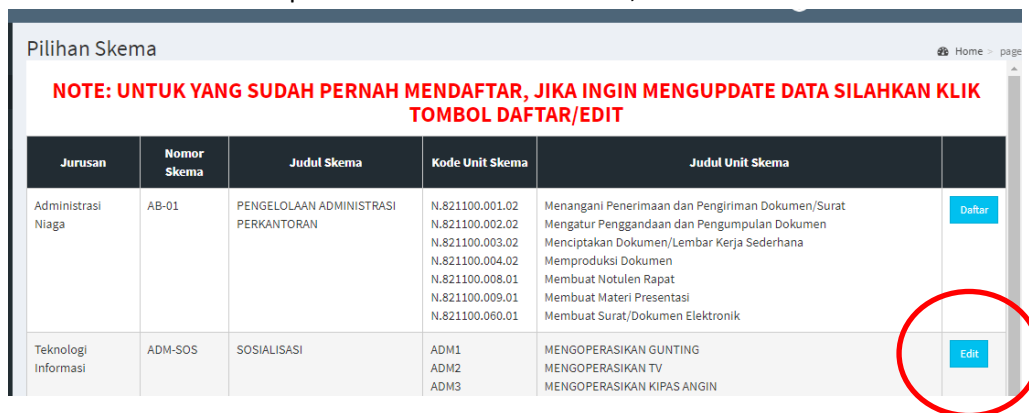 Pilihan Skema
Home > page
NOTE: UNTUK YANG SUDAH PERNAH MENDAFTAR, JIKA INGIN MENGUPDATE DATA SILAHKAN KLIK
TOMBOL DAFTAR/EDIT
Jurusan Nomor Skema Judul Skema Kode Unit Skema Judul Unit Skema
Administrasi Niaga AB-01 PENGELOLAAN ADMINISTRASI PERKANTORAN
N.821100.001.02 Menangani Penerimaan dan Pengiriman Dokumen/Surat
N.821100.002.02 Mengatur Penggandaan dan Pengumpulan Dokumen
N.821100.003.02 Menciptakan Dokumen/Lembar Kerja Sederhana
N.821100.004.02 Memproduksi Dokumen
N.821100.008.01 Membuat Notulen Rapat
N.821100.009.01 Membuat Materi Presentasi
N.821100.060.01 Membuat Surat/Dokumen Elektronik
Daftar
Teknologi Informasi ADM-SOS SOSIALISASI
ADM1 MENGOPERASIKAN GUNTING
ADM2 MENGOPERASIKAN TV
ADM3 MENGOPERASIKAN KIPAS ANGIN
Edit